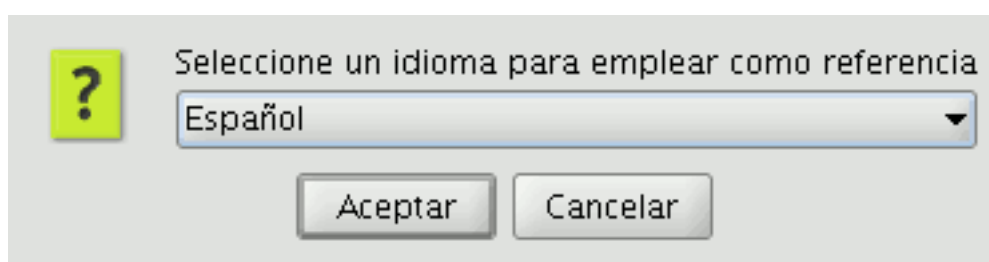 Seleccione un idioma para emplear como referencia
?
Español
Aceptar Cancelar